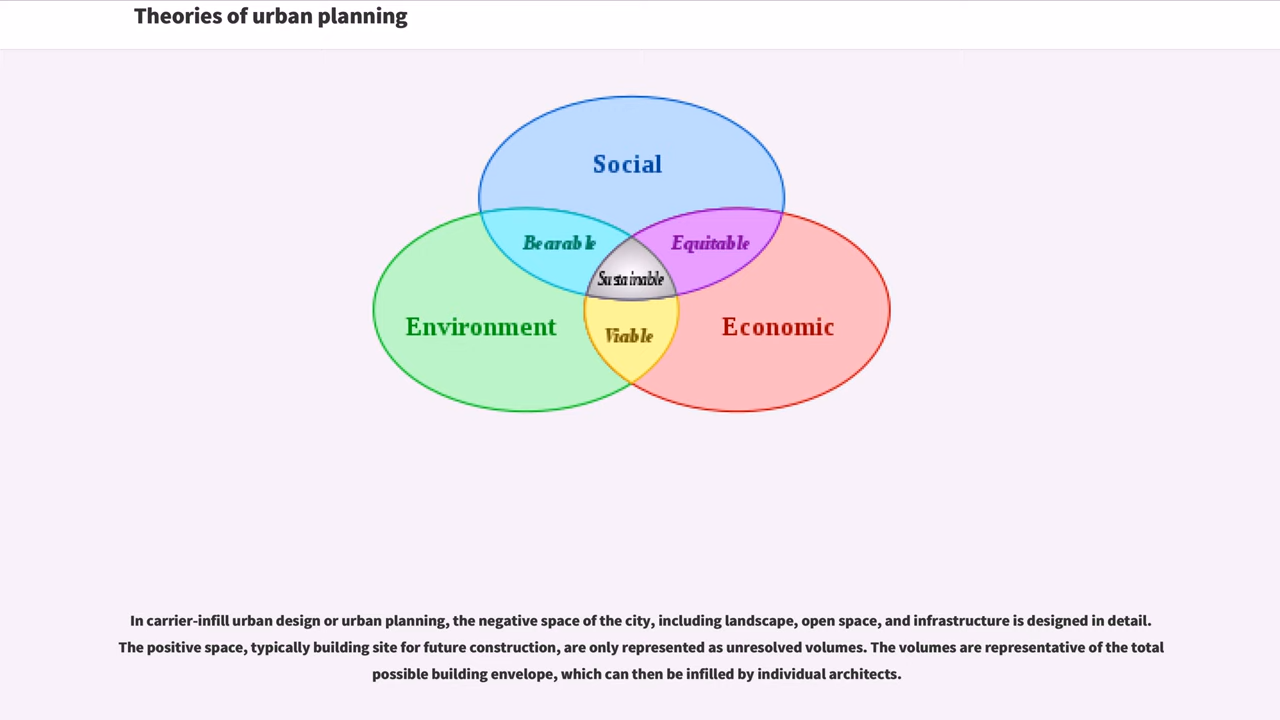 Theories of urban planning
Social
Bearable
Equitable
Sustainable
Environment
Viable
Economic
In carrier-infill urban design or urban planning, the negative space of the city, including landscape, open space, and infrastructure is designed in detail.
The positive space, typically building site for future construction, are only represented as unresolved volumes. The volumes are representative of the total
possible building envelope, which can then be infilled by individual architects.